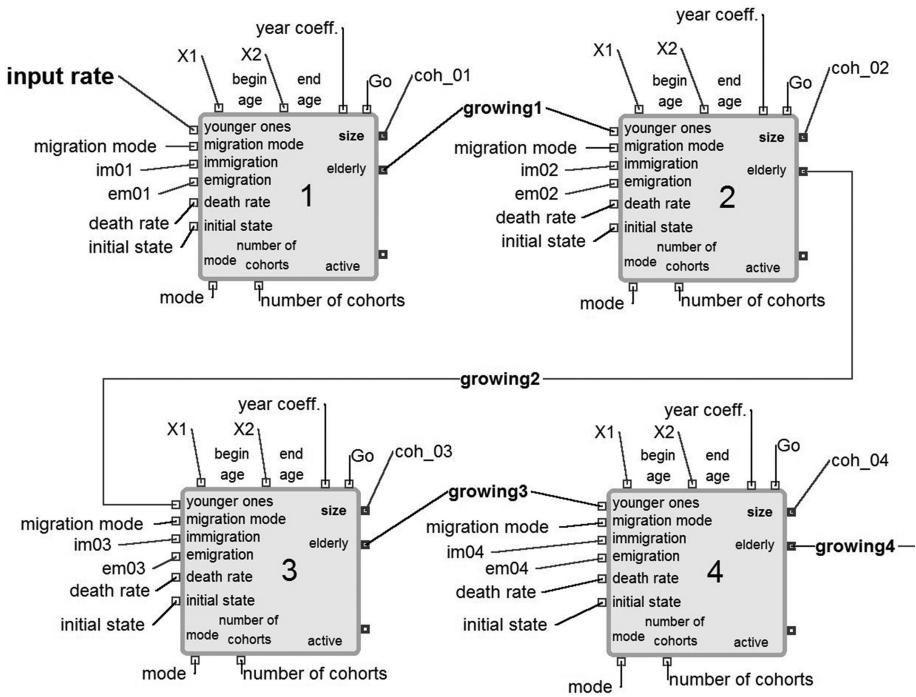 year coeff.
X1
X2
begin age
end age
Go
coh_01
input rate
younger ones
size
migration mode
migration mode
im01
immigration
elderly
em01
emigration
1
death rate
death rate
initial state
initial state
number of cohorts
mode
active
mode
number of cohorts
growing1
year coeff.
X1
X2
begin age
end age
Go
coh_02
younger ones
size
migration mode
migration mode
im02
immigration
elderly
em02
emigration
2
death rate
death rate
initial state
initial state
number of cohorts
mode
active
mode
number of cohorts
growing2
year coeff.
X1
X2
begin age
end age
Go
coh_03
younger ones
size
migration mode
migration mode
im03
immigration
elderly
em03
emigration
3
death rate
death rate
initial state
initial state
number of cohorts
mode
active
mode
number of cohorts
growing3
year coeff.
X1
X2
begin age
end age
Go
coh_04
younger ones
size
migration mode
migration mode
im04
immigration
elderly
em04
emigration
4
death rate
death rate
initial state
initial state
number of cohorts
mode
active
mode
number of cohorts
growing4